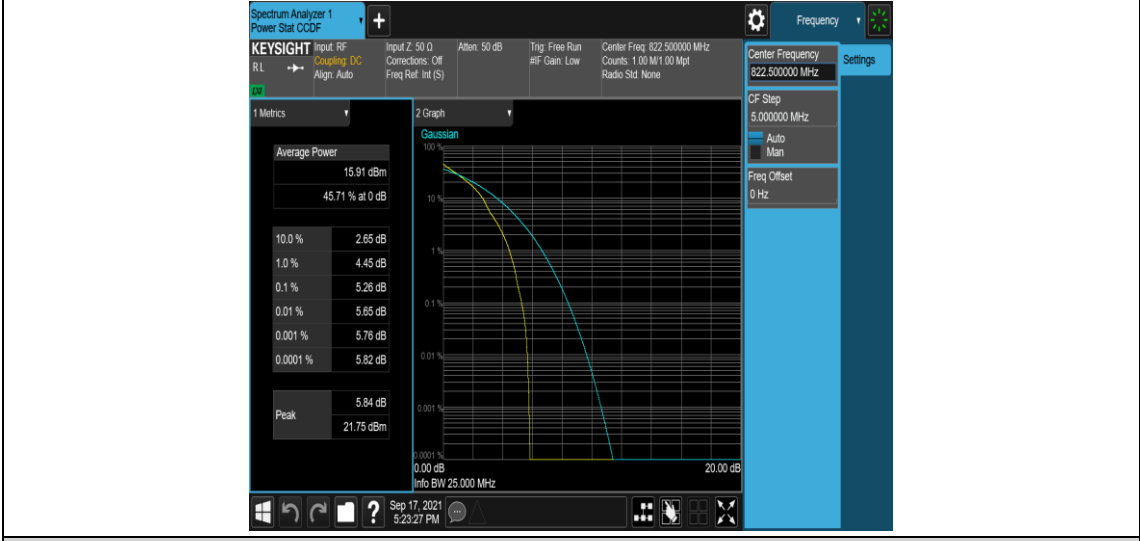 Spectrum Analyzer 1
Power Stat CCDF
Frequency
KEYSIGHT
RL
LXI
Input: RF
Coupling: DC
Align: Auto
Input Z: 50 Ω
Corrections: Off
Freq Ref: Int (S)
Atten: 50 dB
Trig: Free Run
#IF Gain: Low
Center Freq: 822.500000 MHz
Counts: 1.00 M/1.00 Mpt
Radio Std: None
Center Frequency
822.500000 MHz
Settings
CF Step
5.000000 MHz
Auto
Man
Freq Offset
0 Hz
1 Metrics
Average Power
15.91 dBm
45.71 % at 0 dB
10.0 % 2.65 dB
1.0 % 4.45 dB
0.1 % 5.26 dB
0.01 % 5.65 dB
0.001 % 5.76 dB
0.0001 % 5.82 dB
Peak
5.84 dB
21.75 dBm
2 Graph
Gaussian
100 %
10 %
1 %
0.1 %
0.01 %
0.001 %
0.0001 %
0.00 dB 20.00 dB
Info BW 25.000 MHz
?
Sep 17, 2021
5:23:27 PM